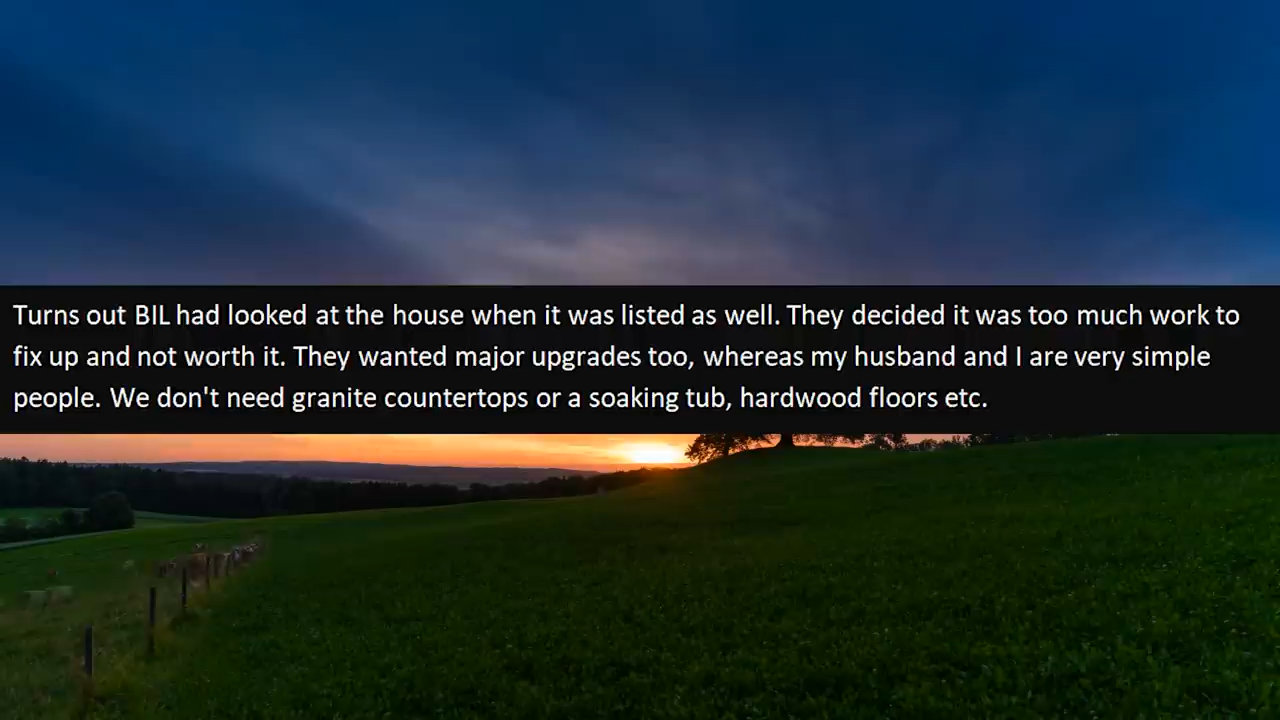 Turns out BIL had looked at the house when it was listed as well. They decided it was too much work to
fix up and not worth it. They wanted major upgrades too, whereas my husband and I are very simple
people. We don't need granite countertops or a soaking tub, hardwood floors etc.